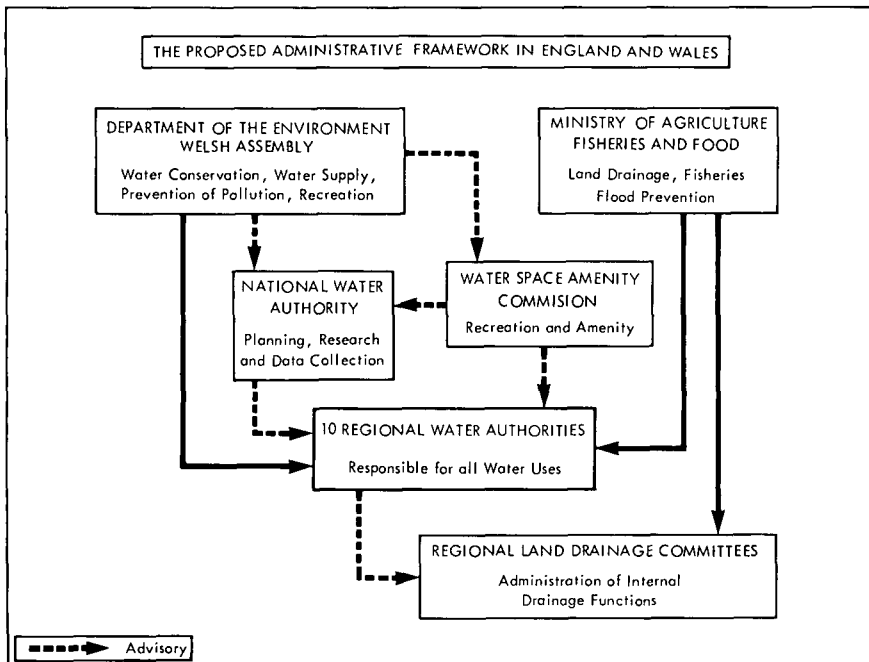 THE PROPOSED ADMINISTRATIVE FRAMEWORK IN ENGLAND AND WALES
DEPARTMENT OF THE ENVIRONMENT
WELSH ASSEMBLY
Water Conservation, Water Supply,
Prevention of Pollution, Recreation
MINISTRY OF AGRICULTURE
FISHERIES AND FOOD
Land Drainage, Fisheries
Flood Prevention
NATIONAL WATER
AUTHORITY
Planning, Research
and Data Collection
WATER SPACE AMENITY
COMMISION
Recreation and Amenity
10 REGIONAL WATER AUTHORITIES
Responsible for all Water Uses
REGIONAL LAND DRAINAGE COMMITTEES
Administration of Internal
Drainage Functions
Advisory